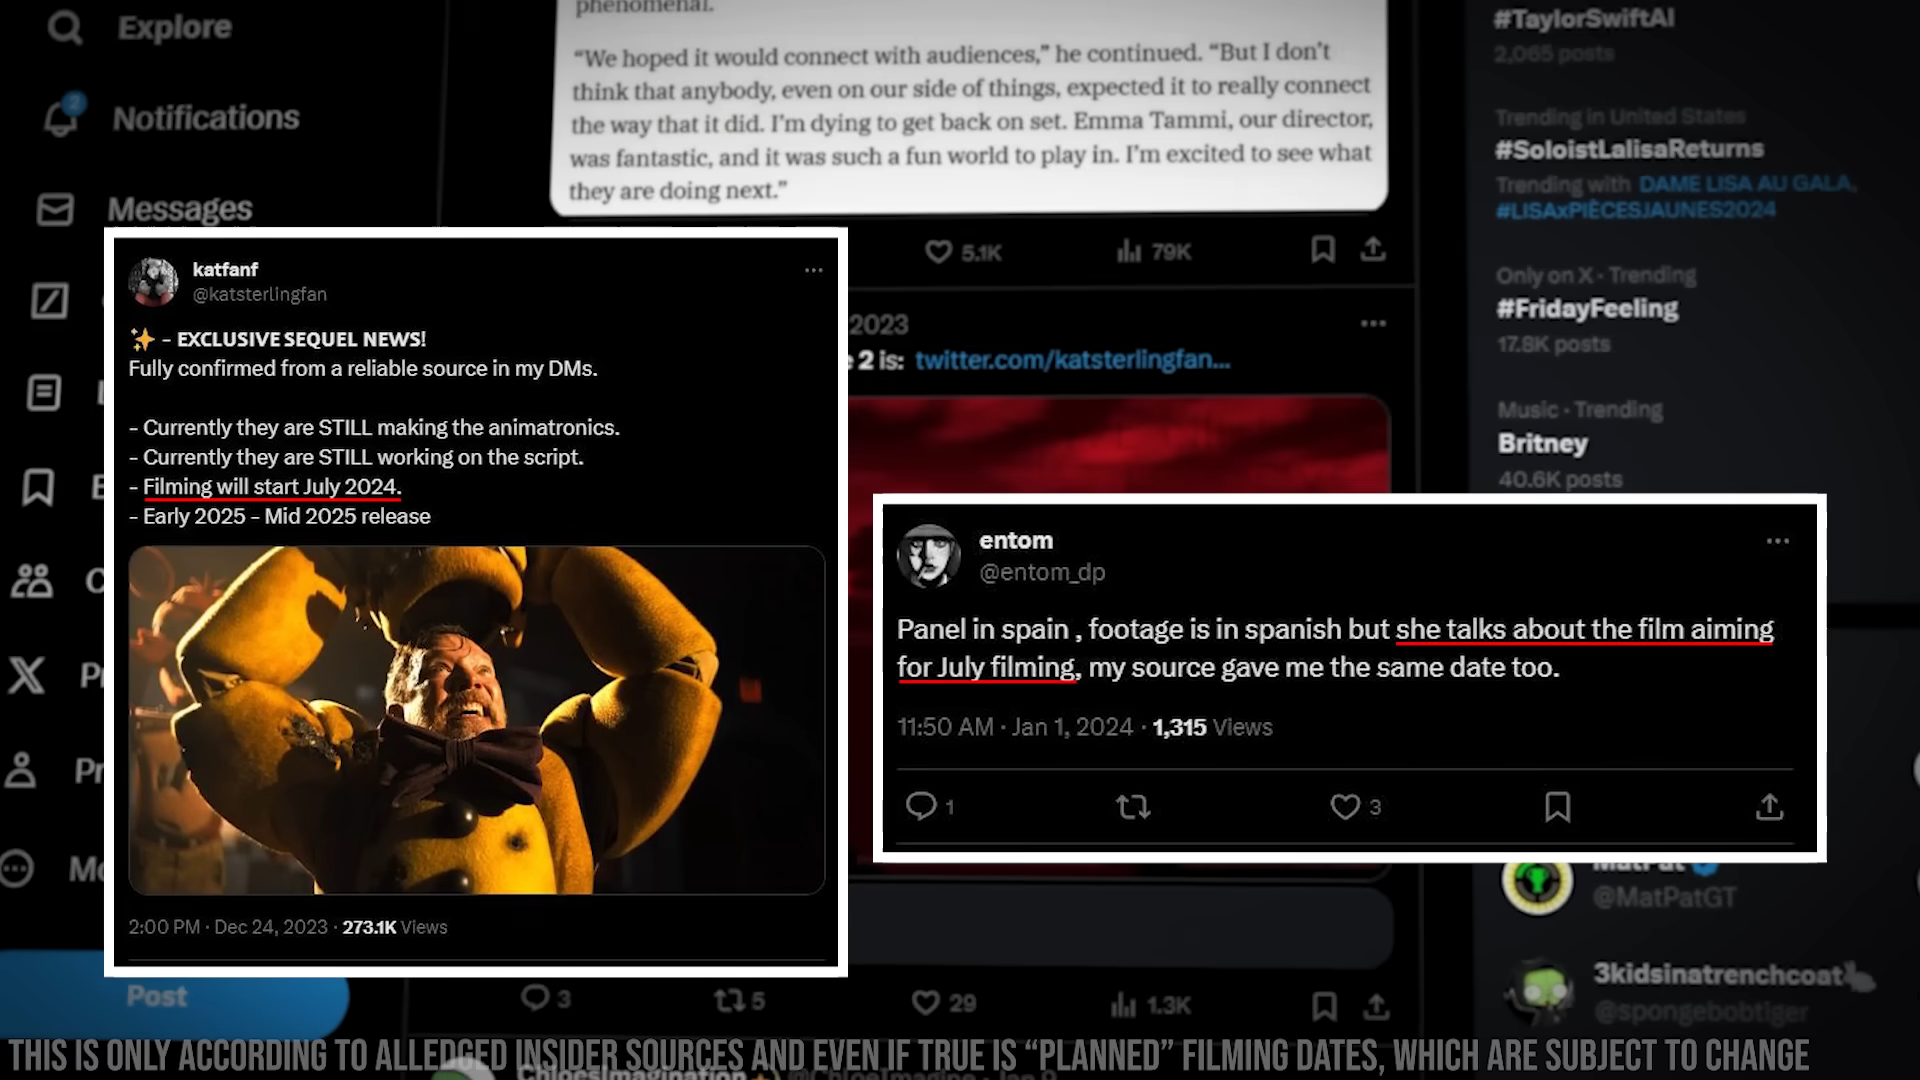 Explore
2
Notifications
Messages
Post
phenomenal.
“We hoped it would connect with audiences,” he continued. “But I don’t
think that anybody, even on our side of things, expected it to really connect
the way that it did. I’m dying to get back on set. Emma Tammi, our director,
was fantastic, and it was such a fun world to play in. I’m excited to see what
they are doing next.”
5.1K 79K
2023
2 is: twitter.com/katsterlingfan...
katfanf
@katsterlingfan
✨ - EXCLUSIVE SEQUEL NEWS!
Fully confirmed from a reliable source in my DMs.
- Currently they are STILL making the animatronics.
- Currently they are STILL working on the script.
- Filming will start July 2024.
- Early 2025 - Mid 2025 release
2:00 PM · Dec 24, 2023 · 273.1K Views
entom
@entom_dp
Panel in spain , footage is in spanish but she talks about the film aiming
for July filming, my source gave me the same date too.
11:50 AM · Jan 1, 2024 · 1,315 Views
1 3
3 5 29 1.3K
#TaylorSwiftAI
2,065 posts
Trending in United States
#SoloistLalisaReturns
Trending with DAME LISA AU GALA,
#LISAxPIÈCESJAUNES2024
Only on X · Trending
#FridayFeeling
17.8K posts
Music · Trending
Britney
40.6K posts
MatPat
@MatPatGT
3kidsinatrenchcoat
@spongebobtiger
THIS IS ONLY ACCORDING TO ALLEDGED INSIDER SOURCES AND EVEN IF TRUE IS “PLANNED” FILMING DATES, WHICH ARE SUBJECT TO CHANGE